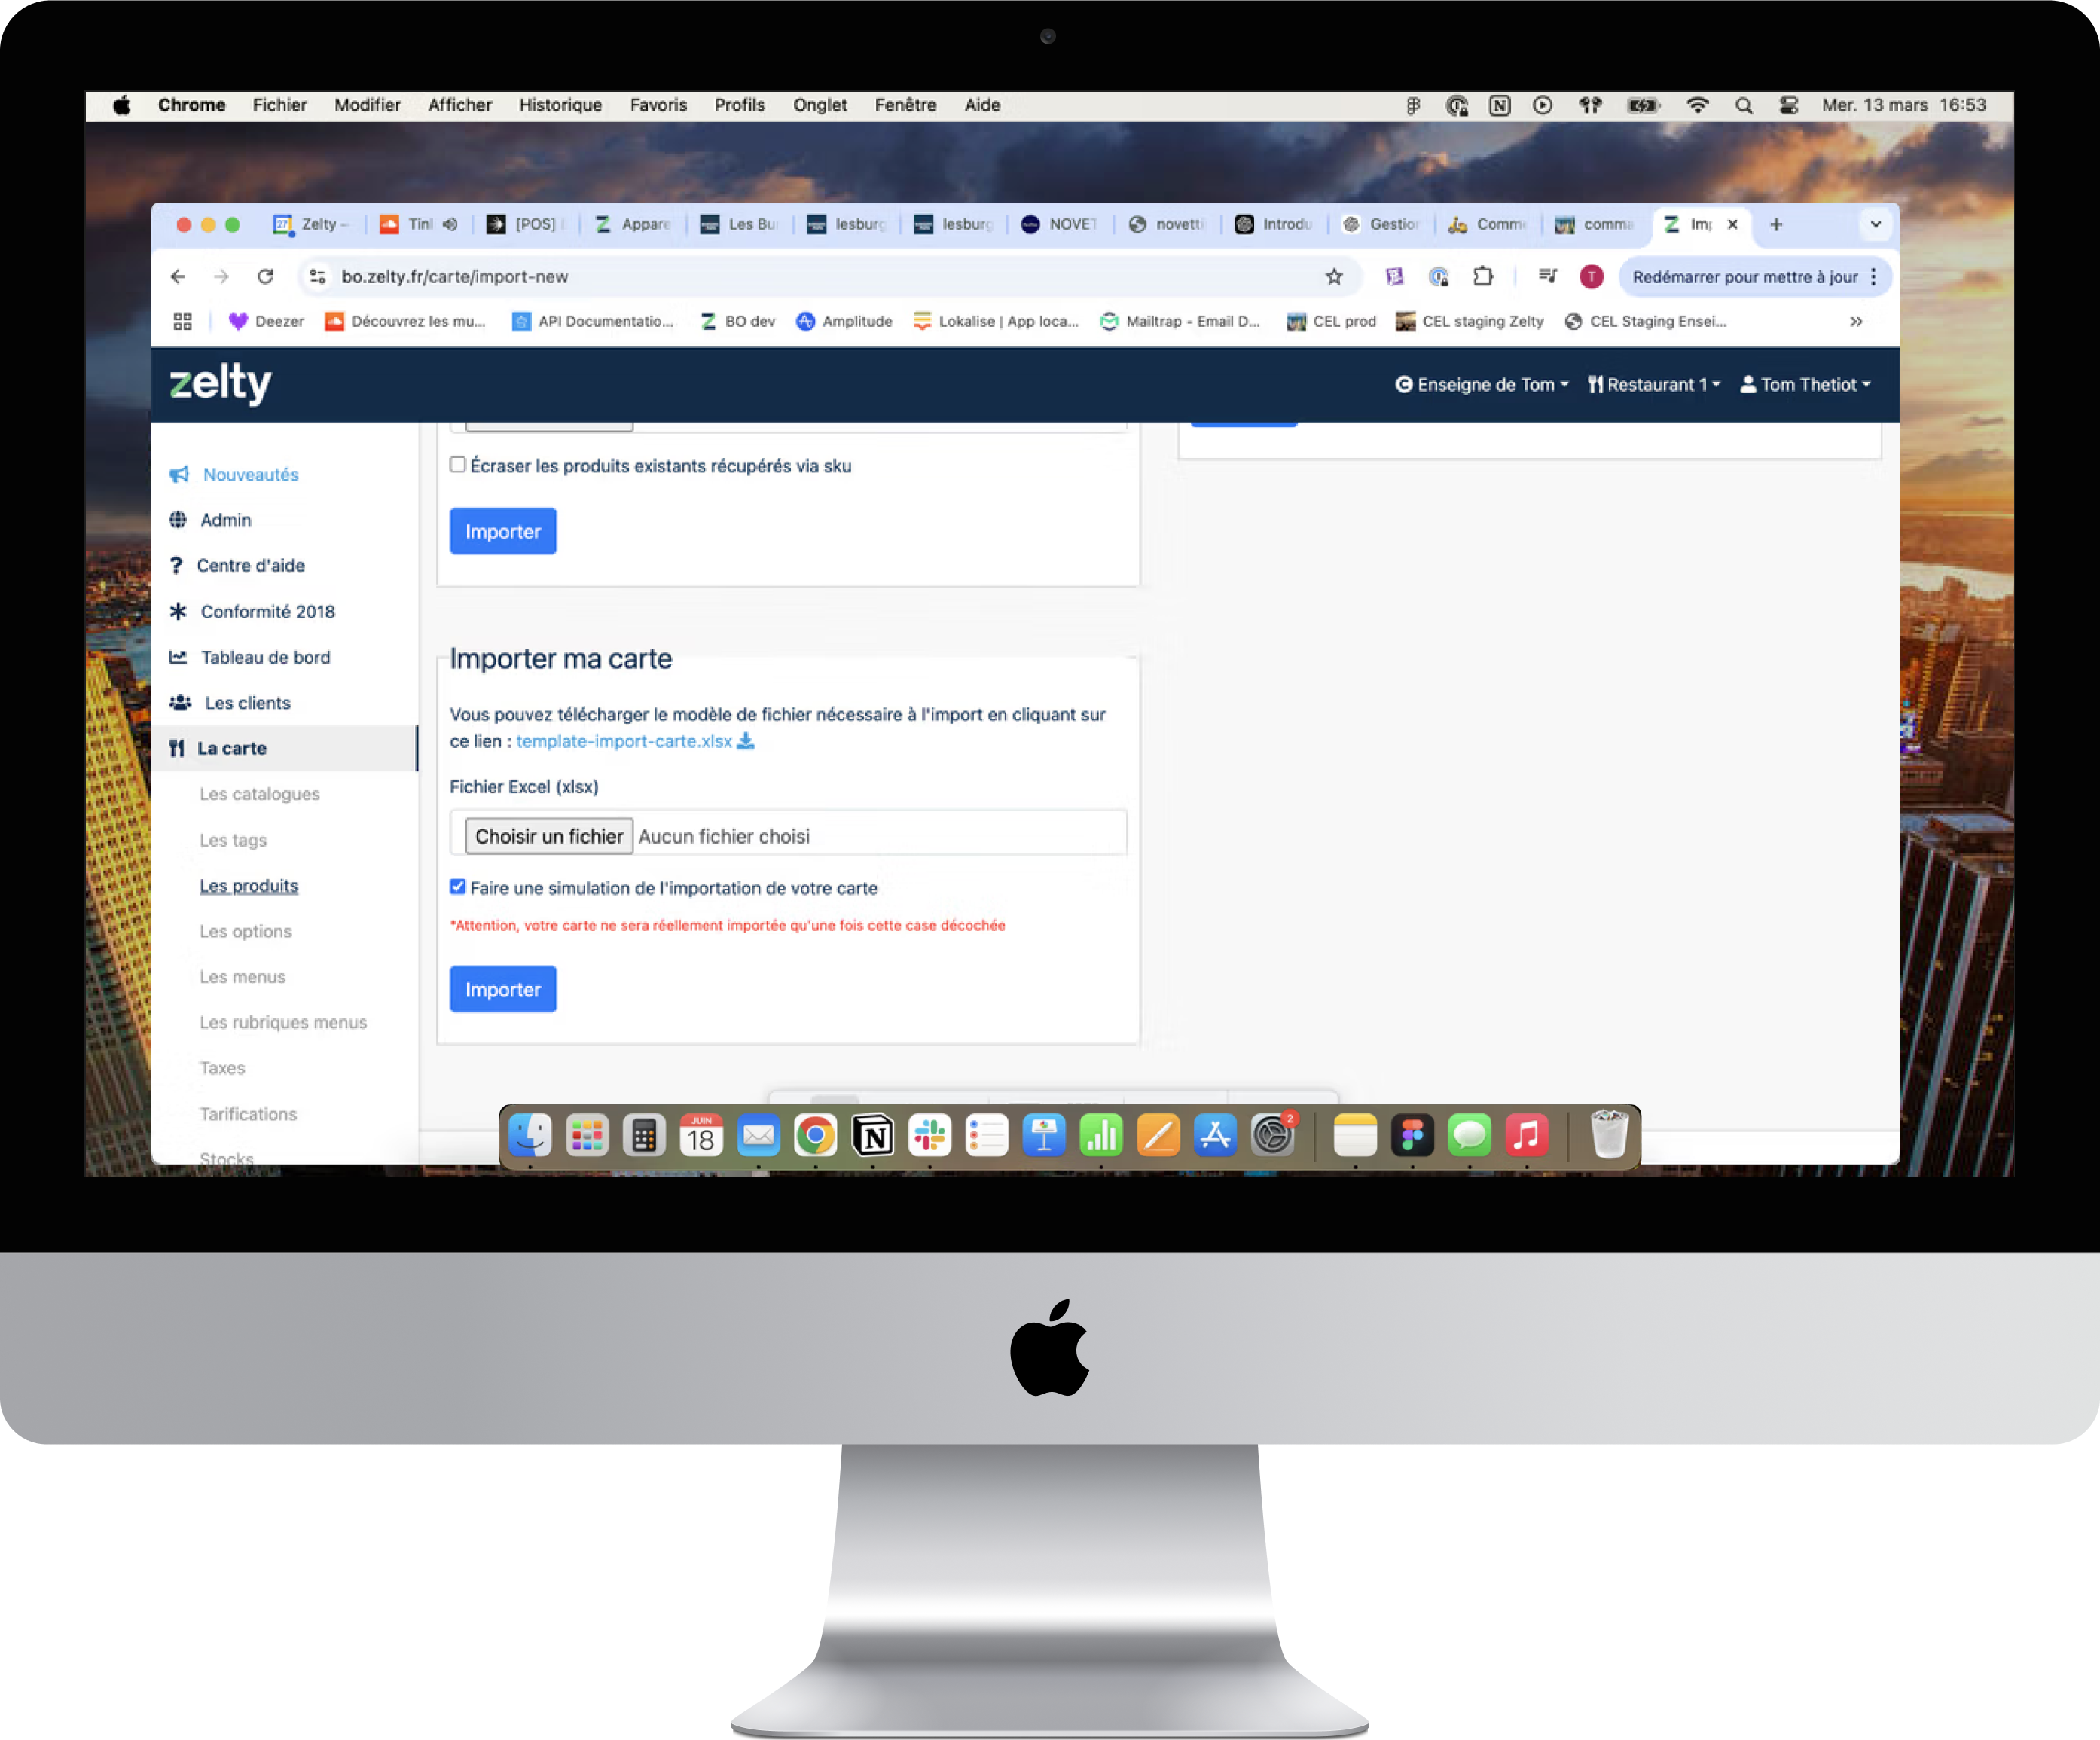 Chrome Fichier Modifier Afficher Historique Favoris Profils Onglet Fenêtre Aide Mer. 13 mars 16:53
27 Zelty – [POS] Les lesburg lesburg NOVET Introdu Z Im
bo.zelty.fr/carte/import-new T Redémarrer pour mettre à jour
Deezer Découvrez les mu... API Documentatio... BO dev Amplitude Lokalise | App loca... Mailtrap - Email D... CEL prod CEL staging Zelty CEL Staging Ensei... »
zelty Enseigne de Tom Restaurant 1 Tom Thetiot
Nouveautés
Admin
Centre d'aide
Conformité 2018
Tableau de bord
Les clients
La carte
Les catalogues
Les tags
Les produits
Les options
Les menus
Les rubriques menus
Taxes
Tarifications
Stocks
Écraser les produits existants récupérés via sku
Importer
Importer ma carte
Vous pouvez télécharger le modèle de fichier nécessaire à l'import en cliquant sur
ce lien : template-import-carte.xlsx
Fichier Excel (xlsx)
Choisir un fichier Aucun fichier choisi
Faire une simulation de l'importation de votre carte
*Attention, votre carte ne sera réellement importée qu'une fois cette case décochée
Importer
JUIN
18
2